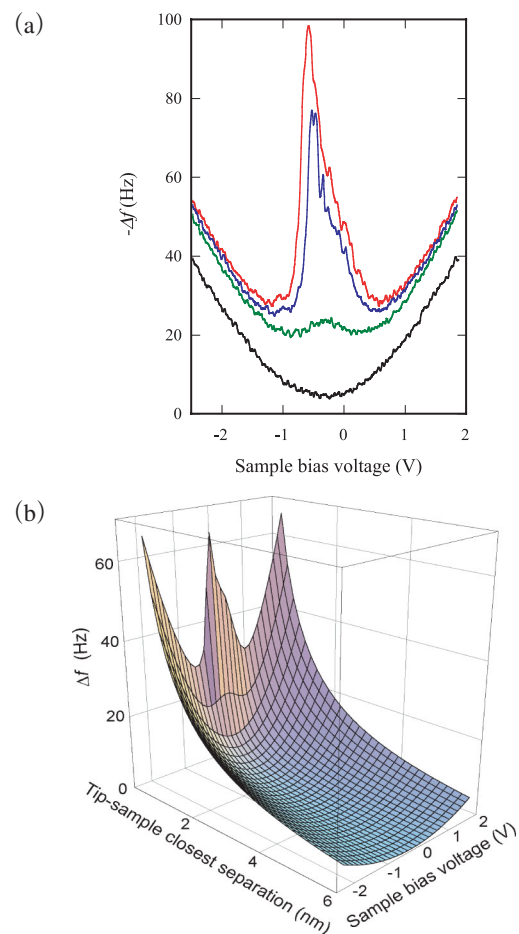 (a)
100
80
60
40
20
0
-Δf (Hz)
-2 -1 0 1 2
Sample bias voltage (V)
(b)
60
40
20
0
Δf (Hz)
2
4
6
Tip-sample closest separation (nm)
-2
-1
0
1
2
Sample bias voltage (V)